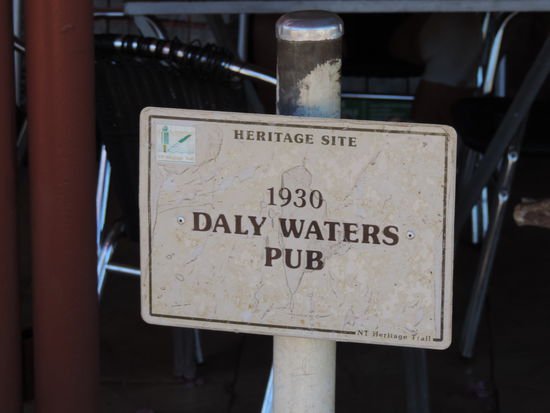 HERITAGE SITE
1930
DALY WATERS
PUB
NT Heritage Trail